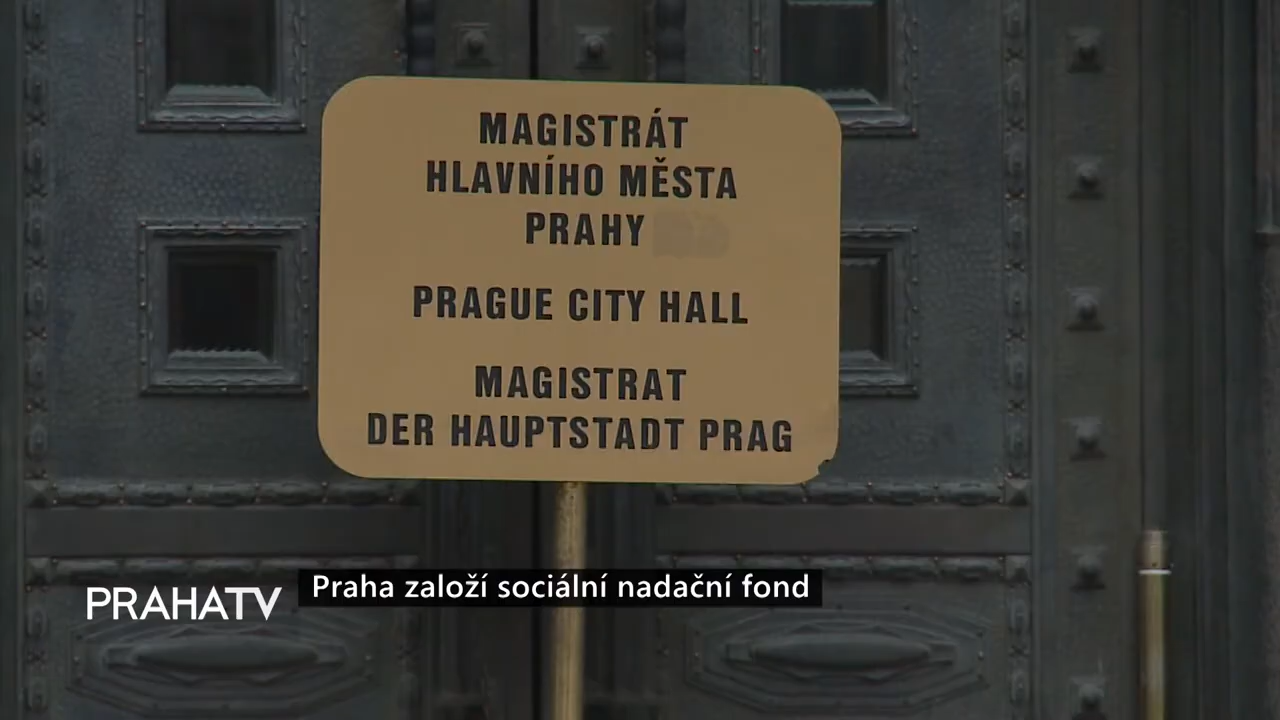 MAGISTRÁT
HLAVNÍHO MĚSTA
PRAHY
PRAGUE CITY HALL
MAGISTRAT
DER HAUPTSTADT PRAG
PRAHATV
Praha založí sociální nadační fond